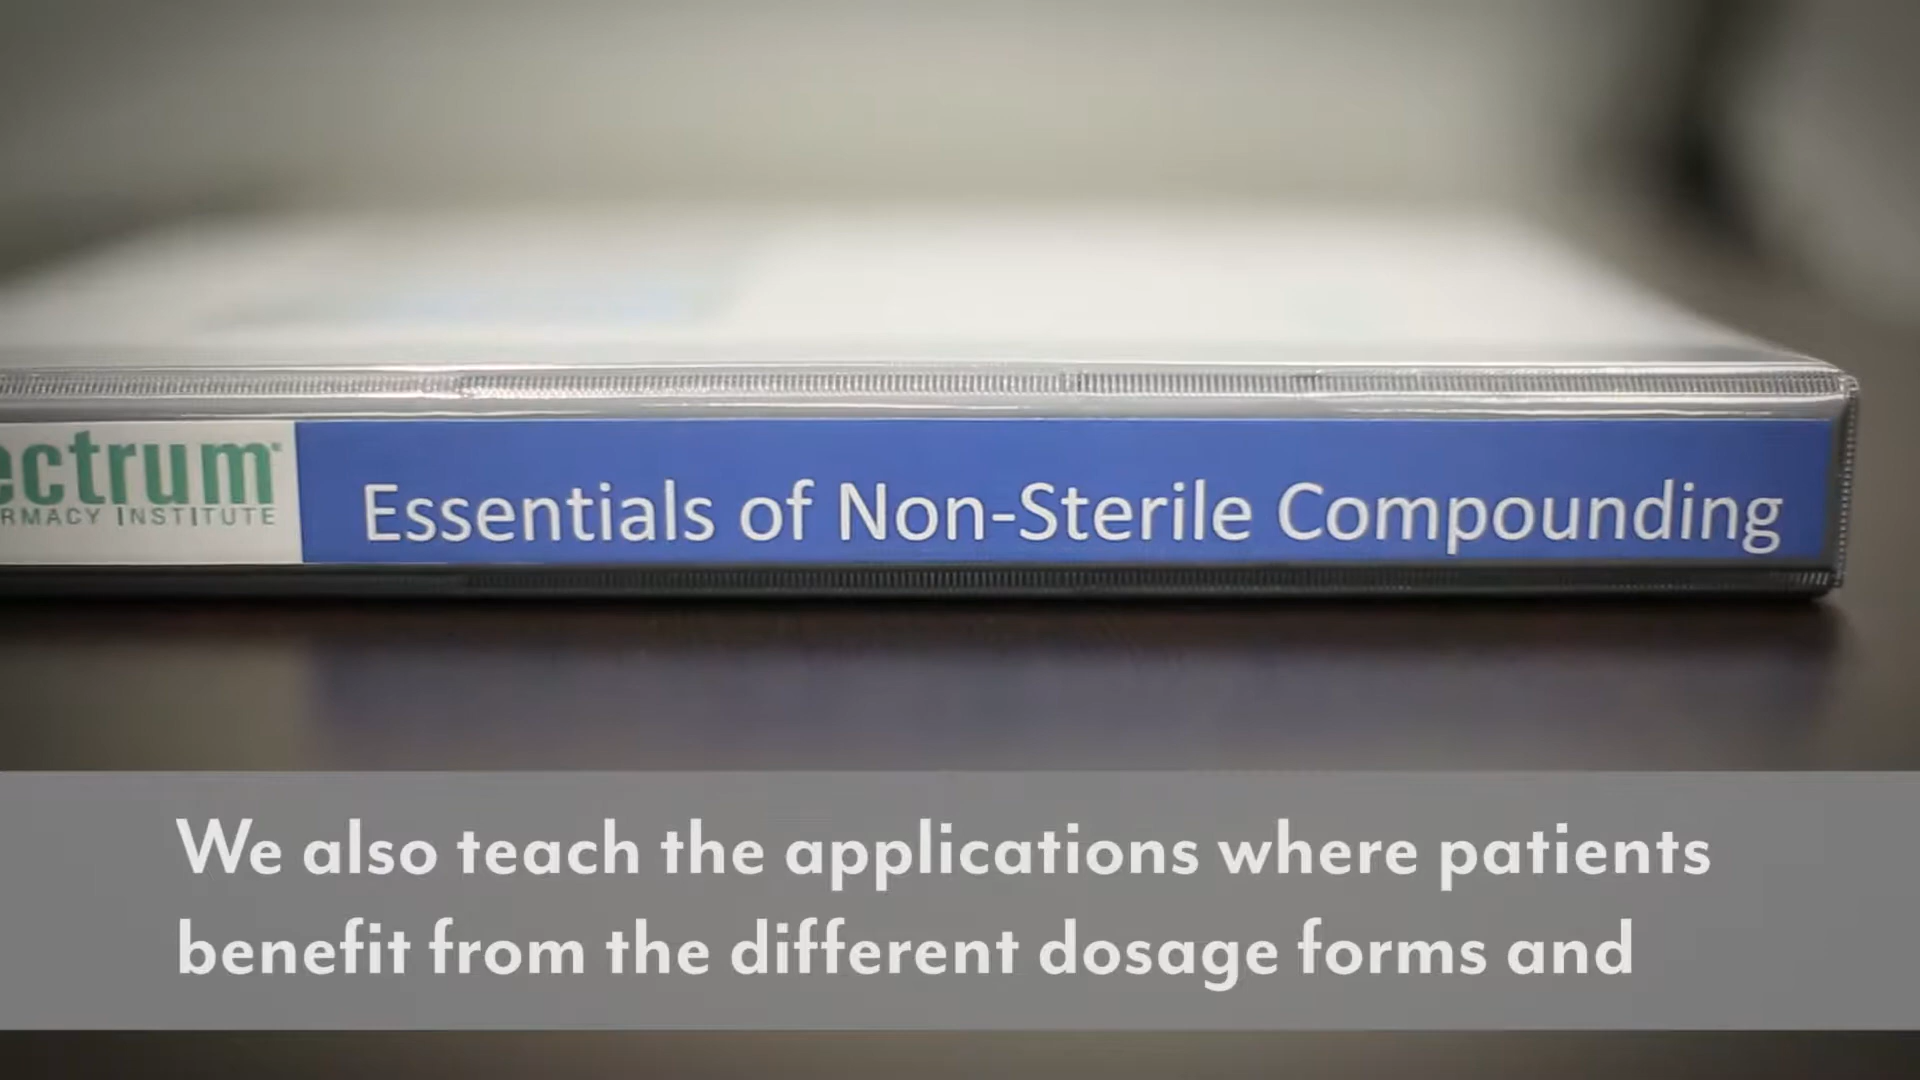 ectrum
RMACY INSTITUTE
Essentials of Non-Sterile Compounding
We also teach the applications where patients
benefit from the different dosage forms and